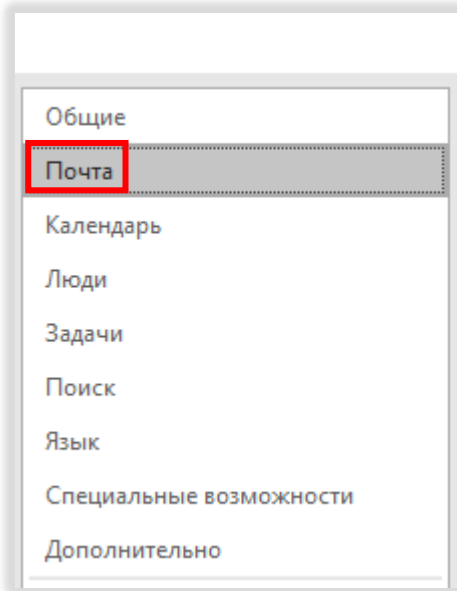 Общие
Почта
Календарь
Люди
Задачи
Поиск
Язык
Специальные возможности
Дополнительно